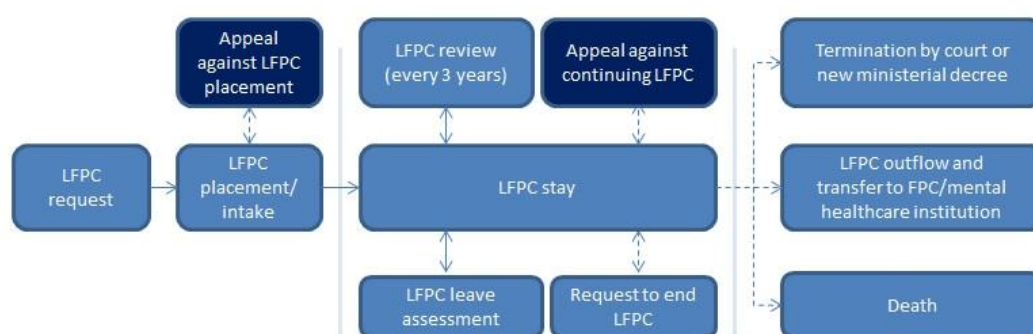 Appeal
against LFPC
placement
LFPC review
(every 3 years)
Appeal against
continuing LFPC
Termination by court or
new ministerial decree
LFPC
request
LFPC
placement/
intake
LFPC stay
LFPC outflow and
transfer to FPC/mental
healthcare institution
LFPC leave
assessment
Request to end
LFPC
Death